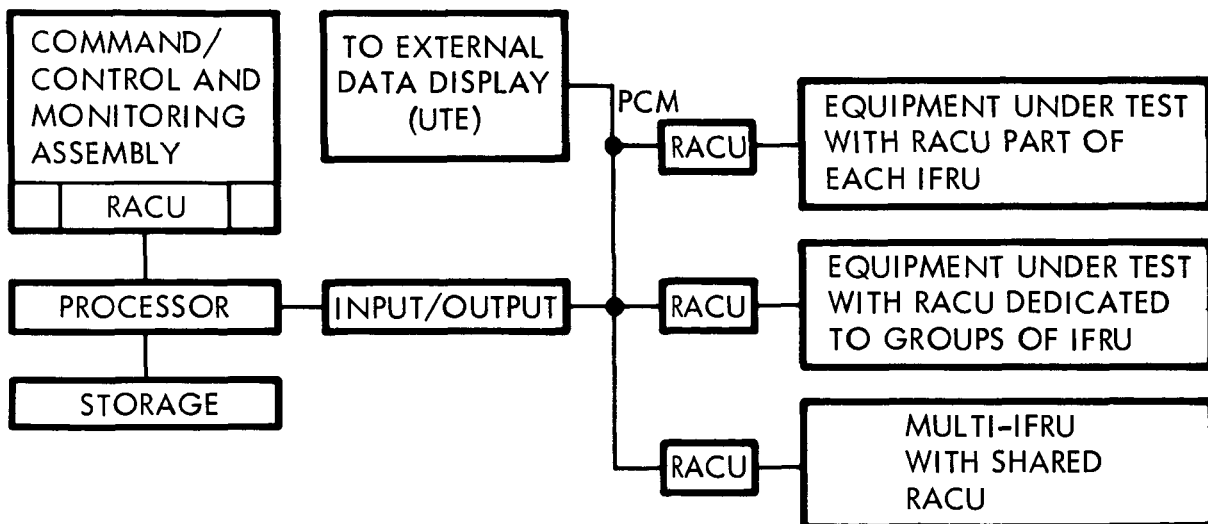 COMMAND/
CONTROL AND
MONITORING
ASSEMBLY
RACU
PROCESSOR
STORAGE
TO EXTERNAL
DATA DISPLAY
(UTE)
INPUT/OUTPUT
PCM
RACU
EQUIPMENT UNDER TEST
WITH RACU PART OF
EACH IFRU
RACU
EQUIPMENT UNDER TEST
WITH RACU DEDICATED
TO GROUPS OF IFRU
RACU
MULTI-IFRU
WITH SHARED
RACU